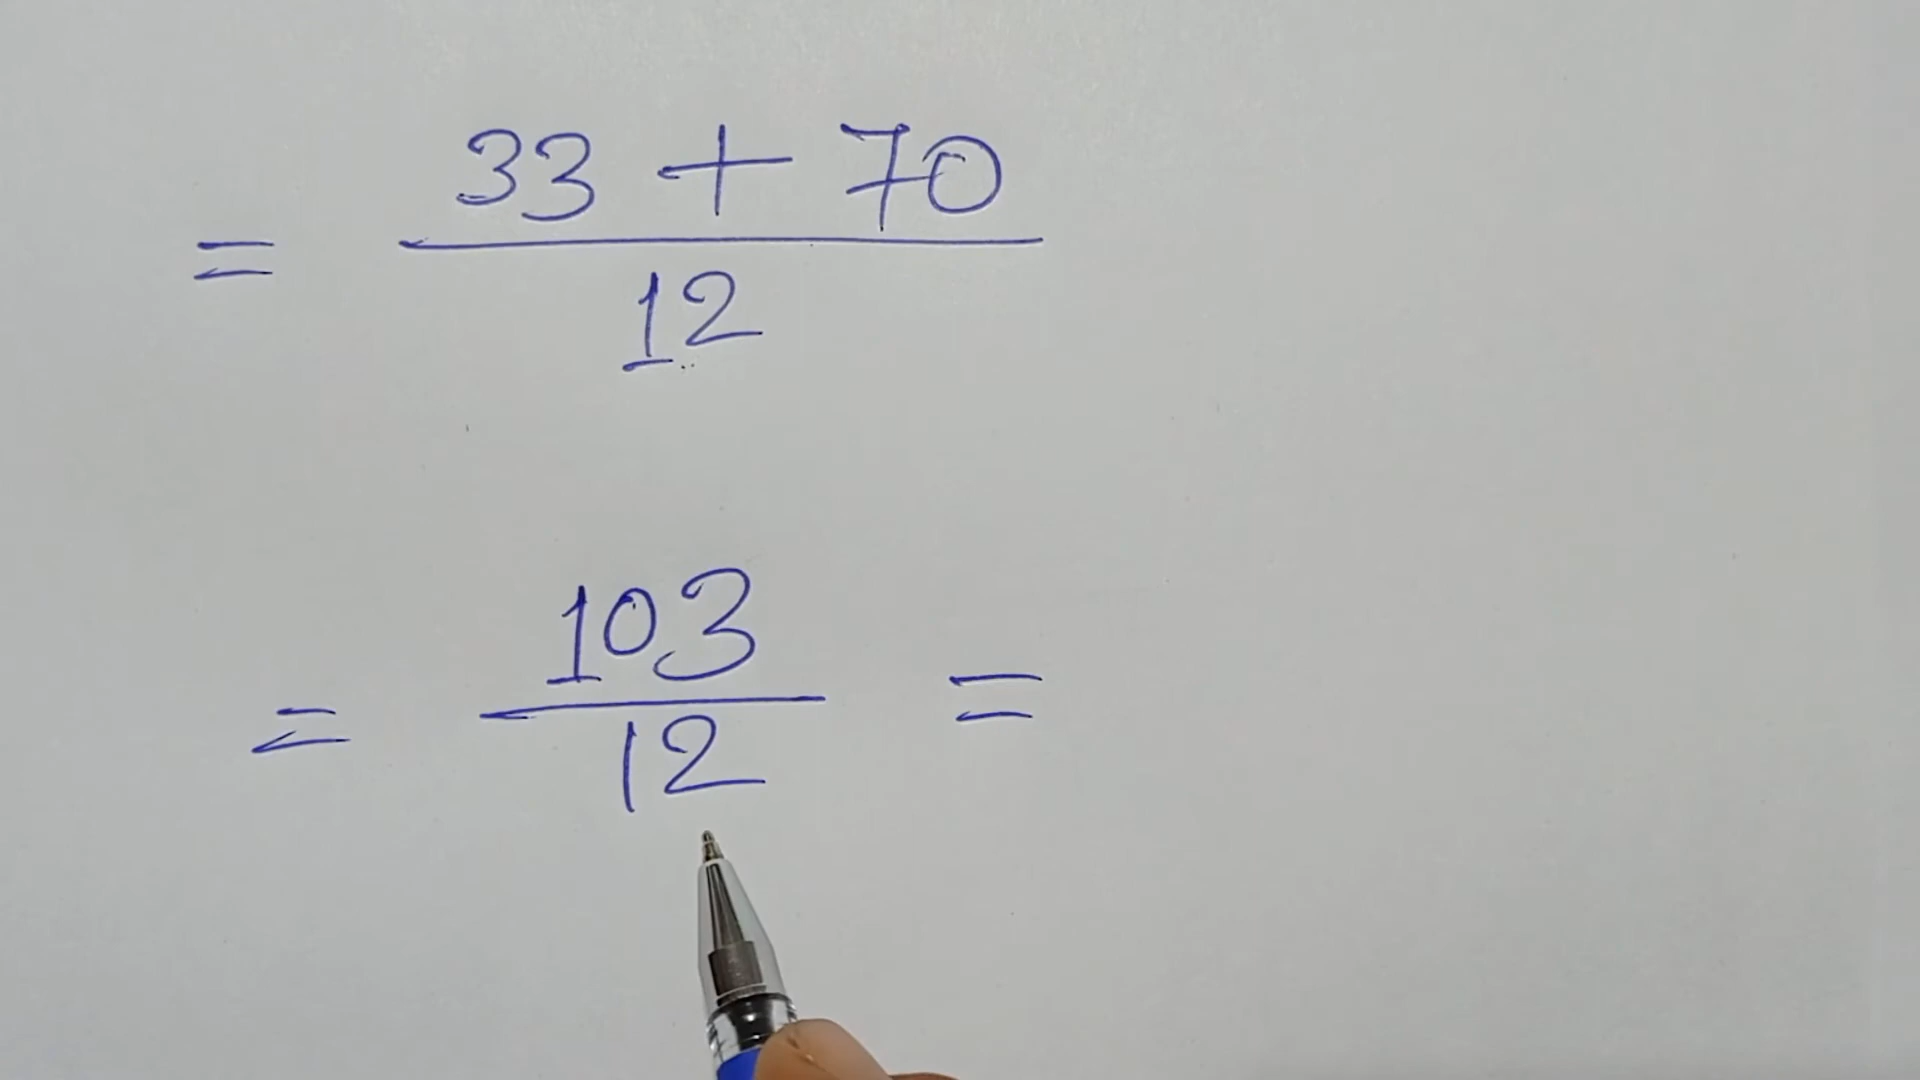 = 33 + 70
12
= 103 =
12